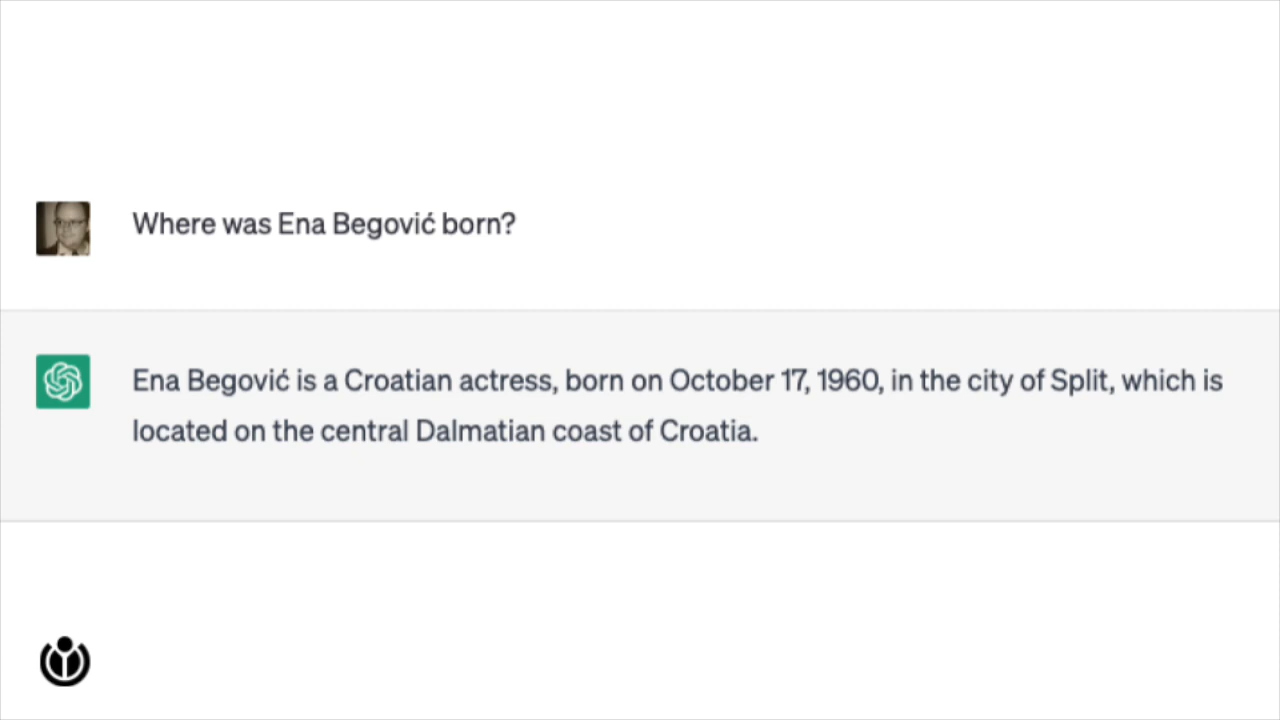 Where was Ena Begović born?
Ena Begović is a Croatian actress, born on October 17, 1960, in the city of Split, which is
located on the central Dalmatian coast of Croatia.